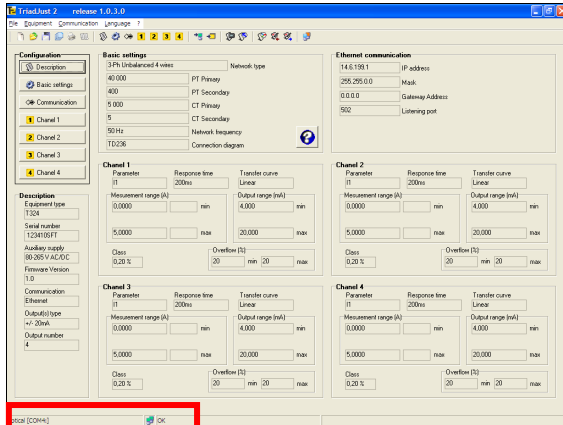 TriadJust 2 release 1.0.3.0
File Equipment Communication Language ?
1 2 3 4
Configuration
Description
Basic settings
Communication
1 Chanel 1
2 Chanel 2
3 Chanel 3
4 Chanel 4
Description
Equipment type
T324
Serial number
123410SFT
Auxiliary supply
80-265 V AC/DC
Firmware Version
1.0
Communication
Ethernet
Output(s) type
+/- 20mA
Output number
4
Basic settings
3-Ph Unbalanced 4 wires Network type
40 000 PT Primary
400 PT Secondary
5 000 CT Primary
5 CT Secondary
50 Hz Network frequency
TD236 Connection diagram
Ethernet communication
14.6.199.1 IP address
255.255.0.0 Mask
0.0.0.0 Gateway Address
502 Listening port
Chanel 1
Parameter Response time Transfer curve
I1 200ms Linear
Mesurement range (A) Output range (mA)
0,0000 min 4,000 min
5,0000 max 20,000 max
Class Overflow (%)
0,20 % 20 min 20 max
Chanel 2
Parameter Response time Transfer curve
I1 200ms Linear
Mesurement range (A) Output range (mA)
0,0000 min 4,000 min
5,0000 max 20,000 max
Class Overflow (%)
0,20 % 20 min 20 max
Chanel 3
Parameter Response time Transfer curve
I1 200ms Linear
Mesurement range (A) Output range (mA)
0,0000 min 4,000 min
5,0000 max 20,000 max
Class Overflow (%)
0,20 % 20 min 20 max
Chanel 4
Parameter Response time Transfer curve
I1 200ms Linear
Mesurement range (A) Output range (mA)
0,0000 min 4,000 min
5,0000 max 20,000 max
Class Overflow (%)
0,20 % 20 min 20 max
OK